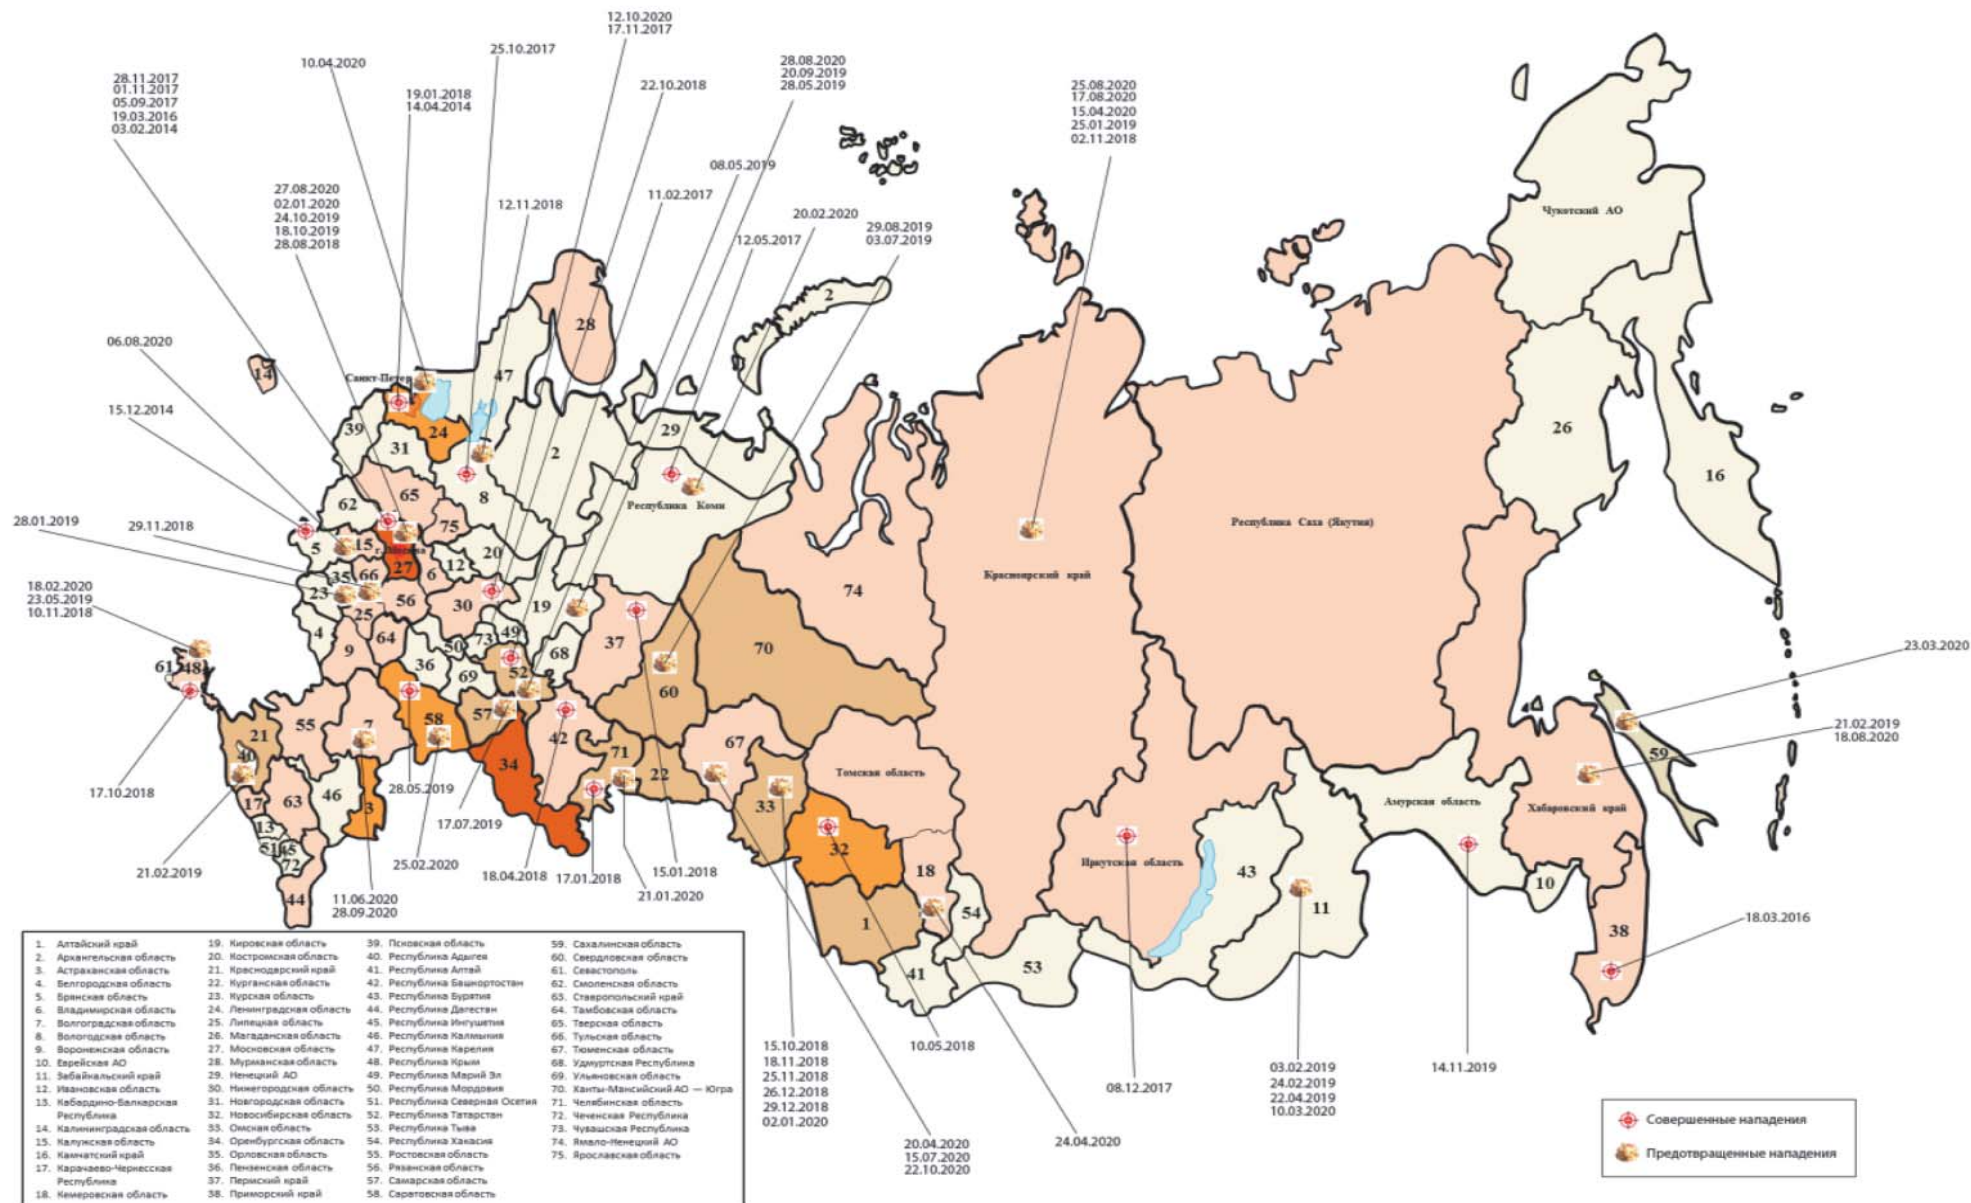 12.10.2020
17.11.2017
25.10.2017
10.04.2020
28.11.2017
01.11.2017
05.09.2017
19.03.2016
03.02.2014
19.01.2018
14.04.2014
22.10.2018
28.08.2020
20.09.2019
28.05.2019
25.08.2020
17.08.2020
15.04.2020
25.01.2019
02.11.2018
27.08.2020
02.01.2020
24.10.2019
18.10.2019
28.08.2018
12.11.2018
08.05.2019
11.02.2017
20.02.2020
12.05.2017
29.08.2019
03.07.2019
Чукотский АО
2
28
06.08.2020
14
Санкт-Петер
47
15.12.2014
39
24
29
31
2
26
16
65
8
62
Республика Коми
75
Республика Саха (Якутия)
28.01.2019
29.11.2018
5
15
г. Москва
20
27
6
12
35
66
Красноярский край
18.02.2020
23.05.2019
10.11.2018
23
56
30
19
74
25
4
64
73
49
37
9
50
68
70
61
48
36
69
52
60
23.03.2020
21
55
7
58
57
42
67
71
22
21.02.2019
18.08.2020
59
40
34
Томская область
17.10.2018
46
28.05.2019
33
Амурская область
Хабаровский край
17
63
3
13
17.07.2019
51
45
72
25.02.2020
32
Иркутская область
21.02.2019
18.04.2018
17.01.2018
15.01.2018
18
43
10
44
11.06.2020
28.09.2020
21.01.2020
1
54
11
18.03.2016
38
41
53
1. Алтайский край
2. Архангельская область
3. Астраханская область
4. Белгородская область
5. Брянская область
6. Владимирская область
7. Волгоградская область
8. Вологодская область
9. Воронежская область
10. Еврейская АО
11. Забайкальский край
12. Ивановская область
13. Кабардино-Балкарская
Республика
14. Калининградская область
15. Калужская область
16. Камчатский край
17. Карачаево-Черкесская
Республика
18. Кемеровская область
19. Кировская область
20. Костромская область
21. Краснодарский край
22. Курганская область
23. Курская область
24. Ленинградская область
25. Липецкая область
26. Магаданская область
27. Московская область
28. Мурманская область
29. Ненецкий АО
30. Нижегородская область
31. Новгородская область
32. Новосибирская область
33. Омская область
34. Оренбургская область
35. Орловская область
36. Пензенская область
37. Пермский край
38. Приморский край
39. Псковская область
40. Республика Адыгея
41. Республика Алтай
42. Республика Башкортостан
43. Республика Бурятия
44. Республика Дагестан
45. Республика Ингушетия
46. Республика Калмыкия
47. Республика Карелия
48. Республика Крым
49. Республика Марий Эл
50. Республика Мордовия
51. Республика Северная Осетия
52. Республика Татарстан
53. Республика Тыва
54. Республика Хакасия
55. Ростовская область
56. Рязанская область
57. Самарская область
58. Саратовская область
59. Сахалинская область
60. Свердловская область
61. Севастополь
62. Смоленская область
63. Ставропольский край
64. Тамбовская область
65. Тверская область
66. Тульская область
67. Тюменская область
68. Удмуртская Республика
69. Ульяновская область
70. Ханты-Мансийский АО — Югра
71. Челябинская область
72. Чеченская Республика
73. Чувашская Республика
74. Ямало-Ненецкий АО
75. Ярославская область
15.10.2018
18.11.2018
25.11.2018
26.12.2018
29.12.2018
02.01.2020
10.05.2018
20.04.2020
15.07.2020
22.10.2020
24.04.2020
08.12.2017
03.02.2019
24.02.2019
22.04.2019
10.03.2020
14.11.2019
Совершенные нападения
Предотвращенные нападения